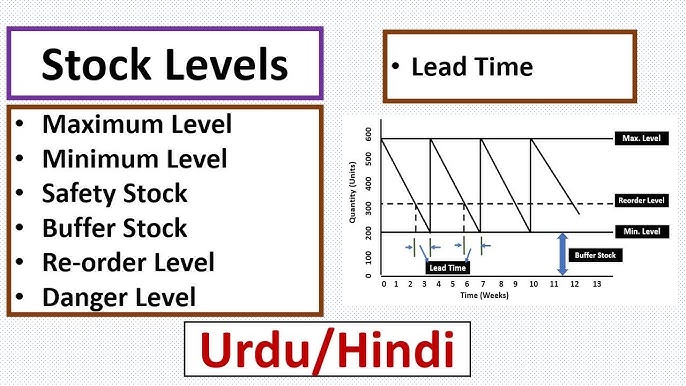 Stock Levels
• Maximum Level
• Minimum Level
• Safety Stock
• Buffer Stock
• Re-order Level
• Danger Level
• Lead Time
Quantity (Units)
600
500
400
300
200
100
0
Max. Level
Reorder Level
Min. Level
Buffer Stock
Lead Time
0 1 2 3 4 5 6 7 8 9 10 11 12 13
Time (Weeks)
Urdu/Hindi